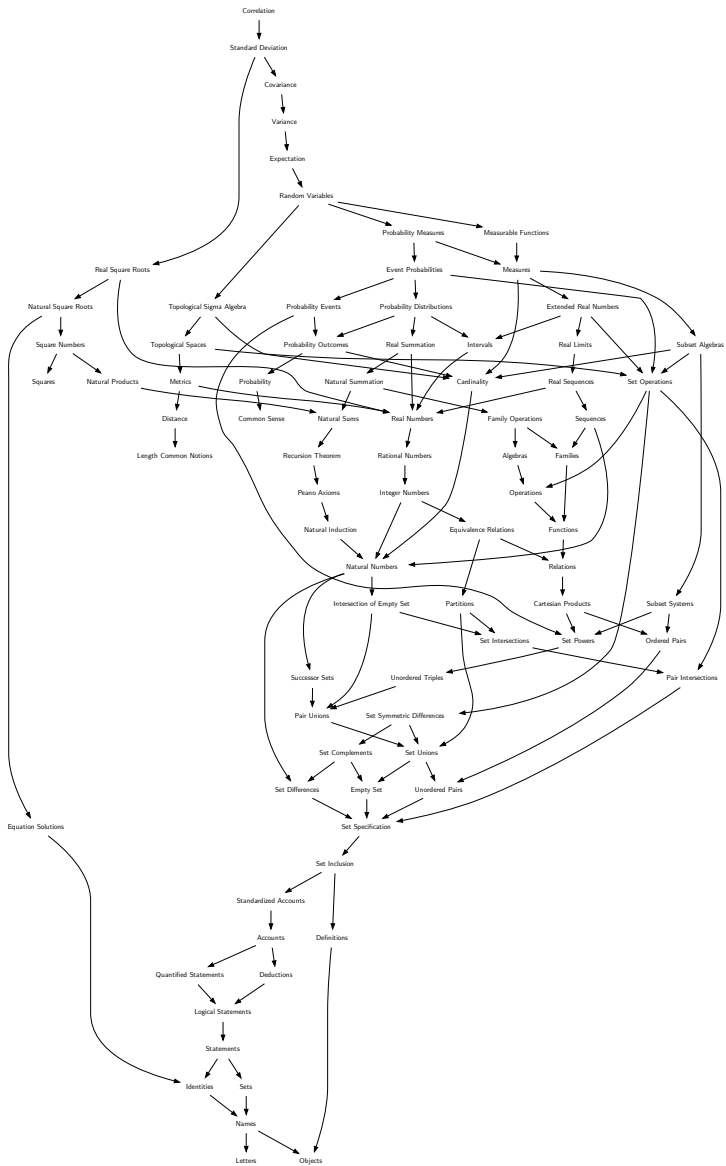 Correlation
Standard Deviation
Covariance
Variance
Expectation
Random Variables
Probability Measures
Measurable Functions
Real Square Roots
Event Probabilities
Measures
Natural Square Roots
Topological Sigma Algebra
Probability Events
Probability Distributions
Extended Real Numbers
Square Numbers
Topological Spaces
Probability Outcomes
Real Summation
Intervals
Real Limits
Subset Algebras
Squares
Natural Products
Metrics
Probability
Natural Summation
Cardinality
Real Sequences
Set Operations
Distance
Common Sense
Natural Sums
Real Numbers
Family Operations
Sequences
Length Common Notions
Recursion Theorem
Rational Numbers
Algebras
Families
Peano Axioms
Integer Numbers
Operations
Natural Induction
Equivalence Relations
Functions
Natural Numbers
Relations
Intersection of Empty Set
Partitions
Cartesian Products
Subset Systems
Set Intersections
Set Powers
Ordered Pairs
Successor Sets
Unordered Triples
Pair Intersections
Pair Unions
Set Symmetric Differences
Set Complements
Set Unions
Set Differences
Empty Set
Unordered Pairs
Equation Solutions
Set Specification
Set Inclusion
Standardized Accounts
Accounts
Definitions
Quantified Statements
Deductions
Logical Statements
Statements
Identities
Sets
Names
Letters
Objects